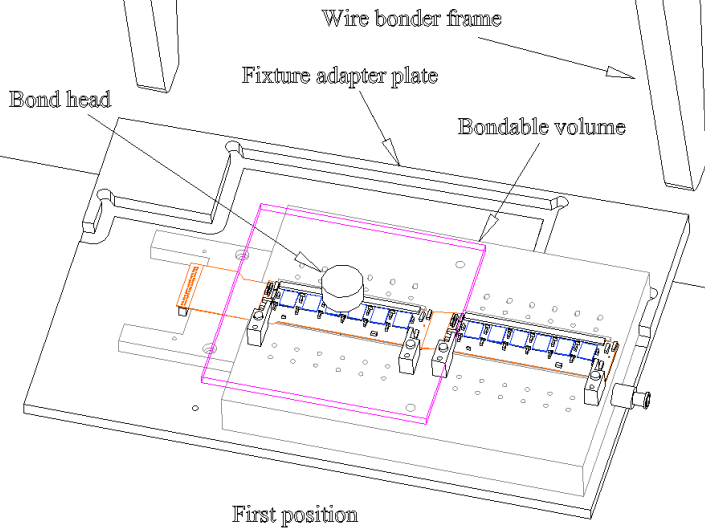 Wire bonder frame
Fixture adapter plate
Bond head
Bondable volume
First position